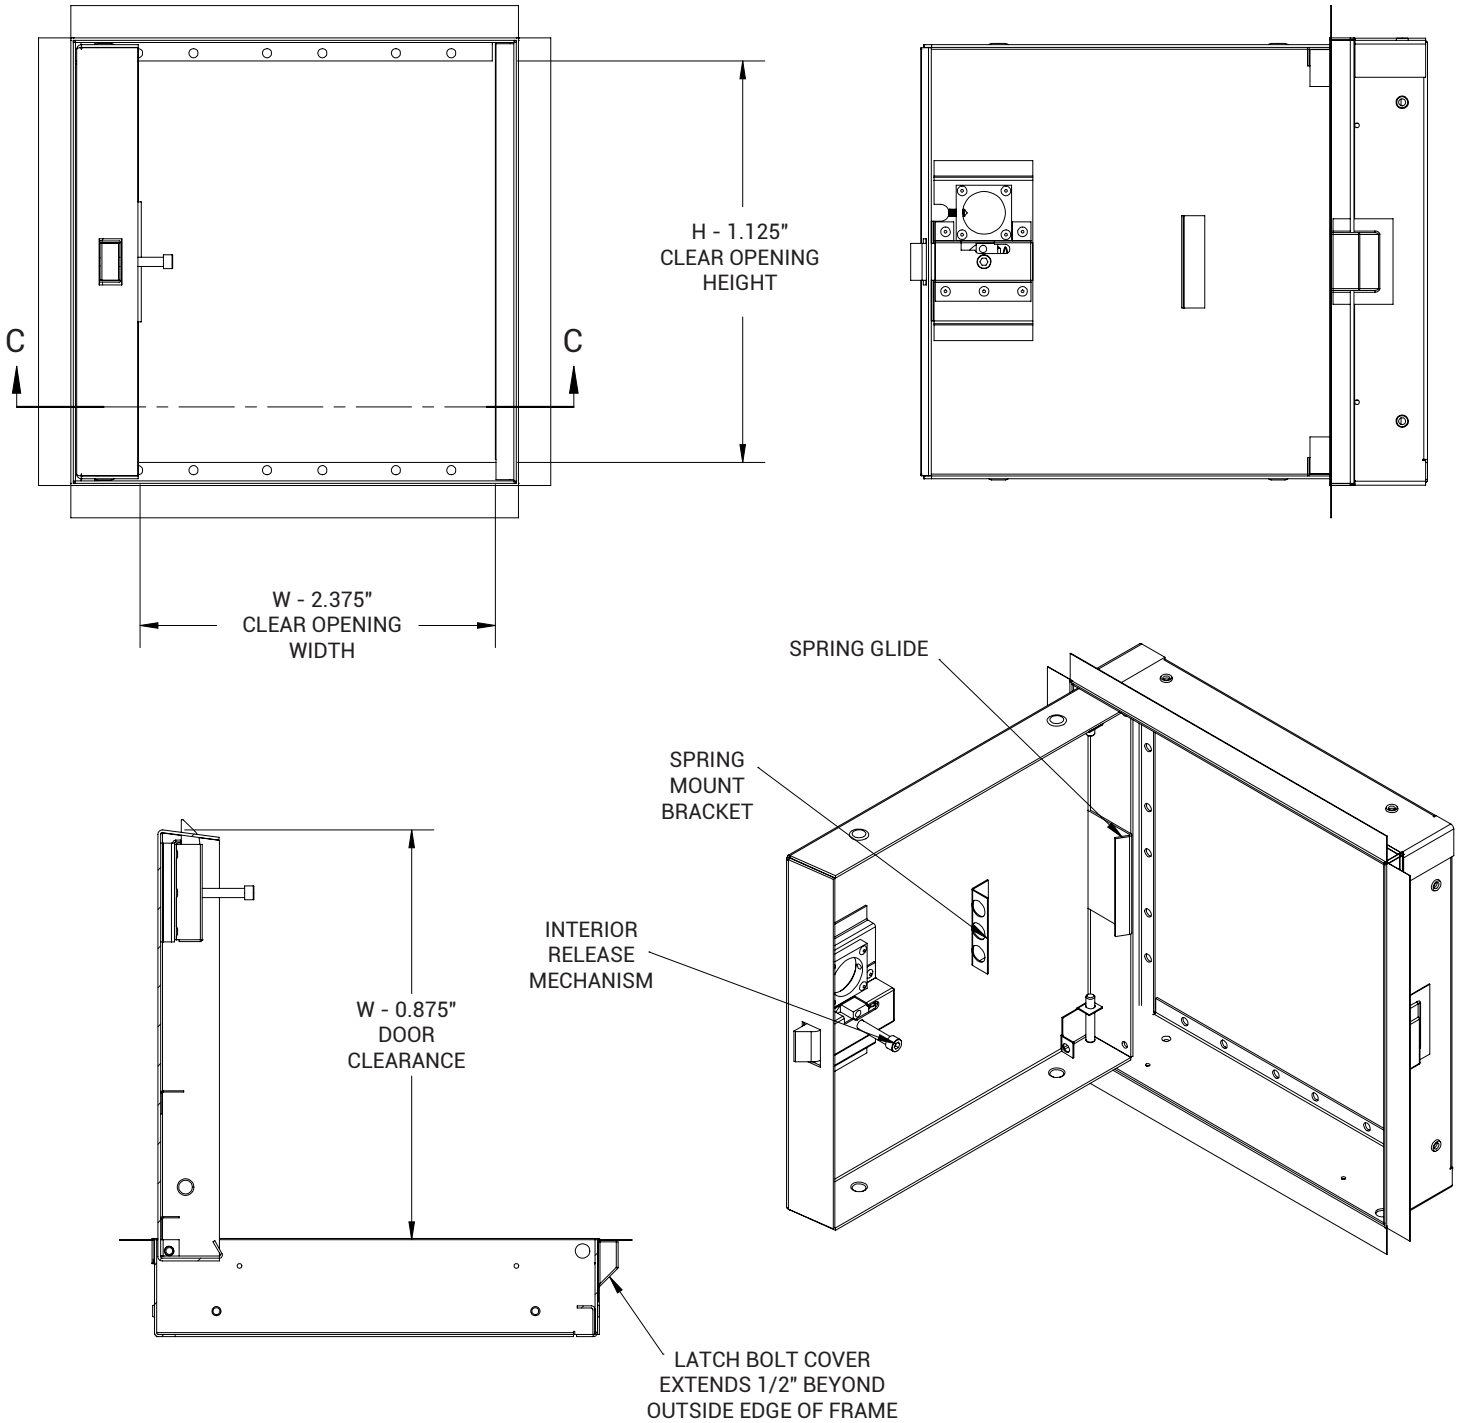 H - 1.125"
CLEAR OPENING
HEIGHT
C
C
W - 2.375"
CLEAR OPENING
WIDTH
SPRING GLIDE
SPRING
MOUNT
BRACKET
INTERIOR
RELEASE
MECHANISM
W - 0.875"
DOOR
CLEARANCE
LATCH BOLT COVER
EXTENDS 1/2" BEYOND
OUTSIDE EDGE OF FRAME